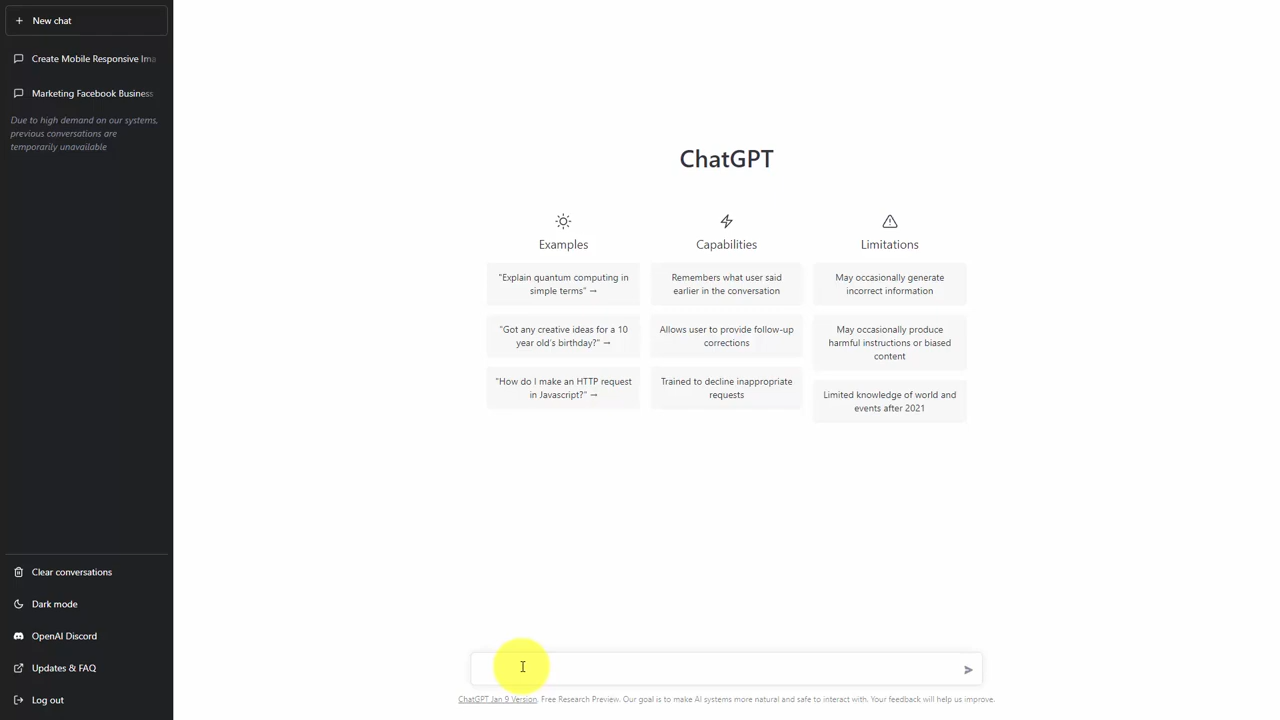 New chat
Create Mobile Responsive Ima
Marketing Facebook Business
Due to high demand on our systems,
previous conversations are
temporarily unavailable
Clear conversations
Dark mode
OpenAI Discord
Updates & FAQ
Log out
ChatGPT
Examples
"Explain quantum computing in
simple terms" →
"Got any creative ideas for a 10
year old's birthday?" →
"How do I make an HTTP request
in Javascript?" →
Capabilities
Remembers what user said
earlier in the conversation
Allows user to provide follow-up
corrections
Trained to decline inappropriate
requests
Limitations
May occasionally generate
incorrect information
May occasionally produce
harmful instructions or biased
content
Limited knowledge of world and
events after 2021
ChatGPT Jan 9 Version. Free Research Preview. Our goal is to make AI systems more natural and safe to interact with. Your feedback will help us improve.